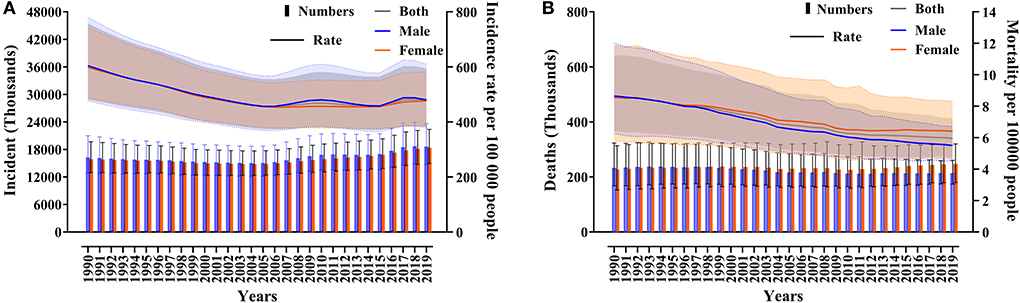 A
Numbers
Both
Male
Female
Rate
Incident (Thousands)
48000
42000
36000
30000
24000
18000
12000
6000
0
Incidence rate per 100 000 people
800
600
400
200
0
1990 1991 1992 1993 1994 1995 1996 1997 1998 1999 2000 2001 2002 2003 2004 2005 2006 2007 2008 2009 2010 2011 2012 2013 2014 2015 2016 2017 2018 2019
Years
B
Numbers
Both
Male
Female
Rate
Deaths (Thousands)
800
600
400
200
0
Mortality per 100000 people
14
12
10
8
6
4
2
0
1990 1991 1992 1993 1994 1995 1996 1997 1998 1999 2000 2001 2002 2003 2004 2005 2006 2007 2008 2009 2010 2011 2012 2013 2014 2015 2016 2017 2018 2019
Years